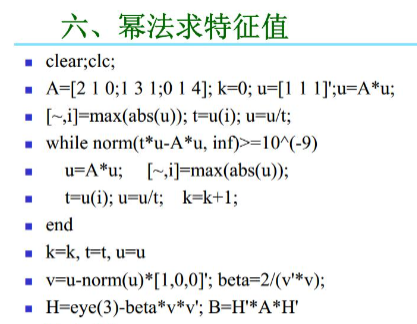 六、幂法求特征值
clear;clc;
A=[2 1 0;1 3 1;0 1 4]; k=0; u=[1 1 1]';u=A*u;
[~,i]=max(abs(u)); t=u(i); u=u/t;
while norm(t*u-A*u, inf)>=10^(-9)
u=A*u; [~,i]=max(abs(u));
t=u(i); u=u/t; k=k+1;
end
k=k, t=t, u=u
v=u-norm(u)*[1,0,0]'; beta=2/(v'*v);
H=eye(3)-beta*v*v'; B=H'*A*H'